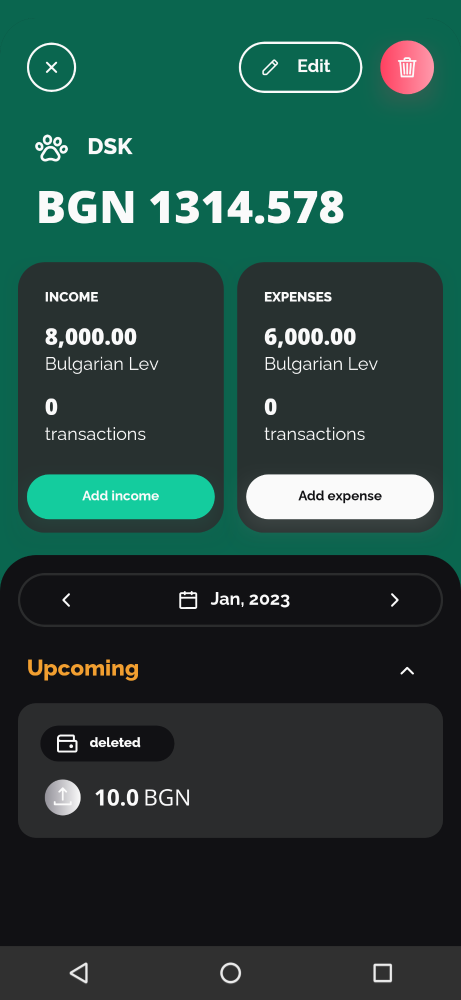 Edit
DSK
BGN 1314.578
INCOME
8,000.00
Bulgarian Lev
0
transactions
Add income
EXPENSES
6,000.00
Bulgarian Lev
0
transactions
Add expense
Jan, 2023
Upcoming
deleted
10.0 BGN